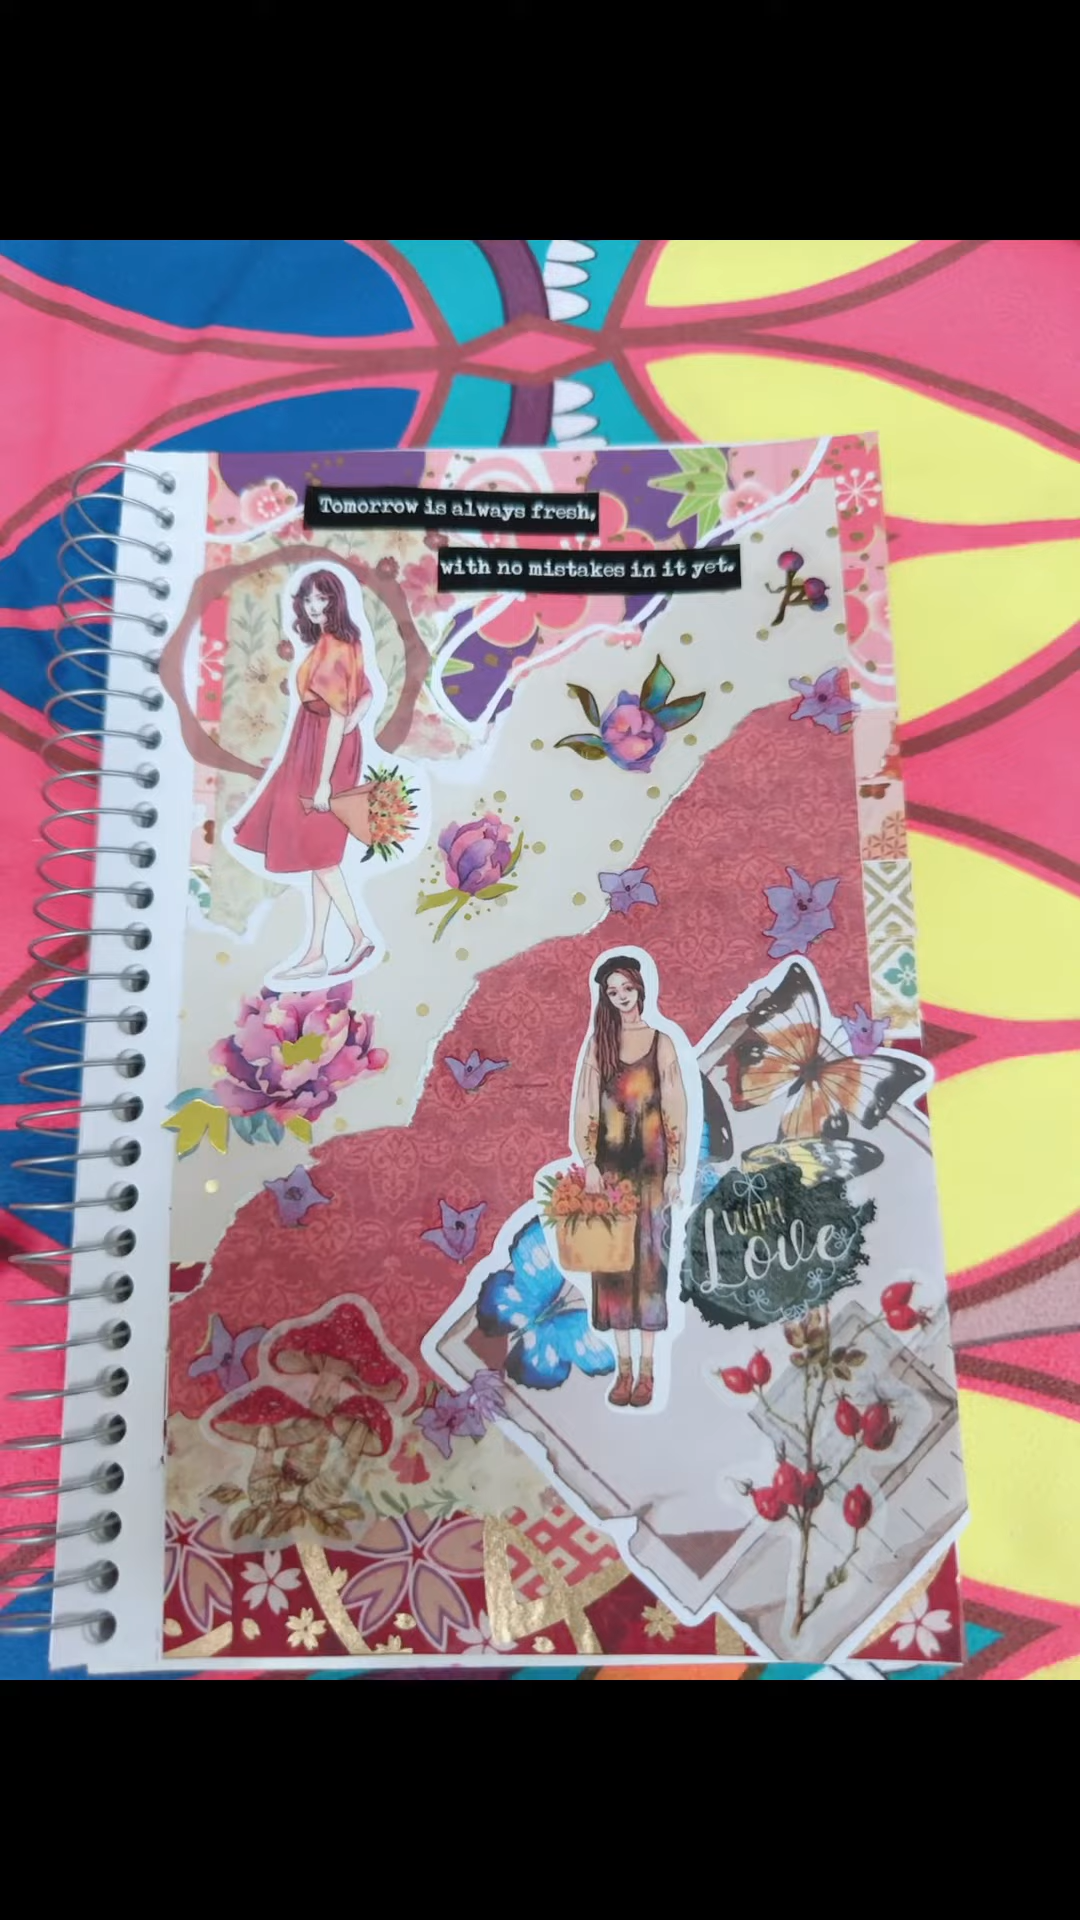 Tomorrow is always fresh,
with no mistakes in it yet.
with
Love